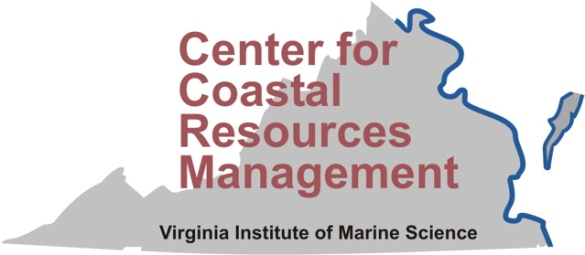 Center for
Coastal
Resources
Management
Virginia Institute of Marine Science